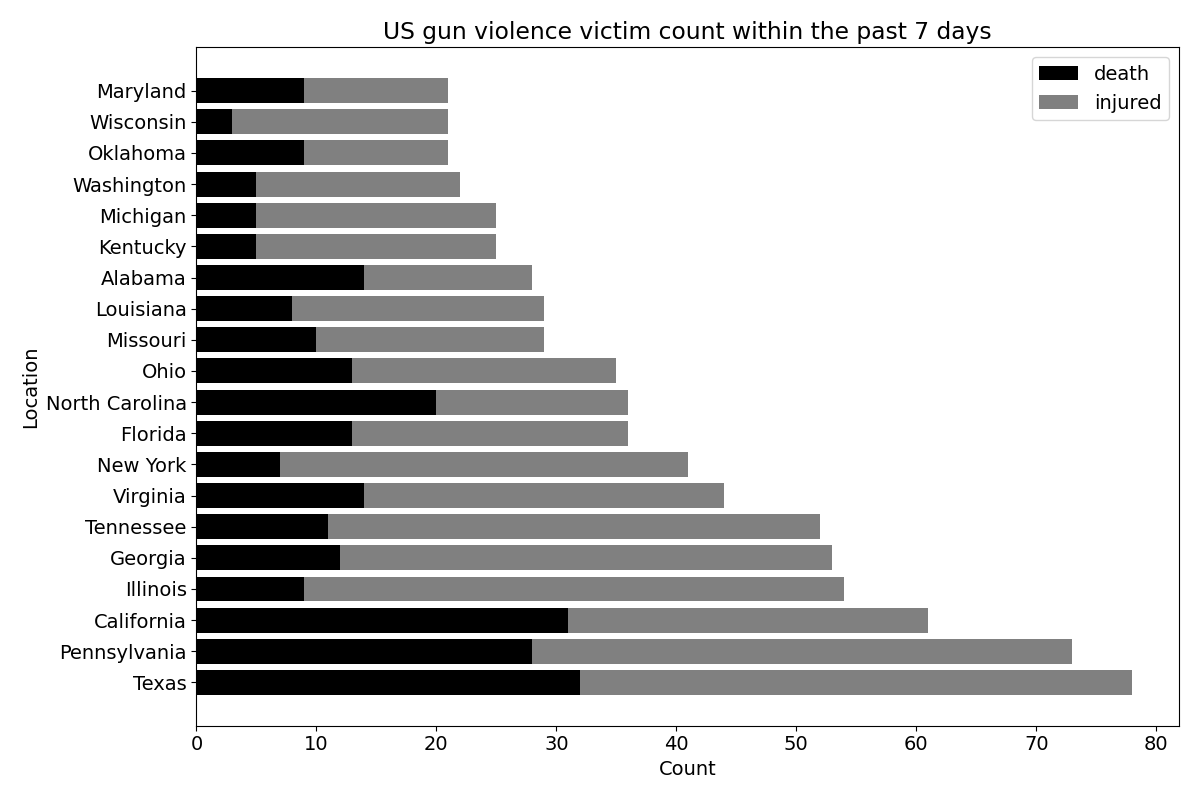 US gun violence victim count within the past 7 days
death
injured
Location
Maryland
Wisconsin
Oklahoma
Washington
Michigan
Kentucky
Alabama
Louisiana
Missouri
Ohio
North Carolina
Florida
New York
Virginia
Tennessee
Georgia
Illinois
California
Pennsylvania
Texas
0 10 20 30 40 50 60 70 80
Count